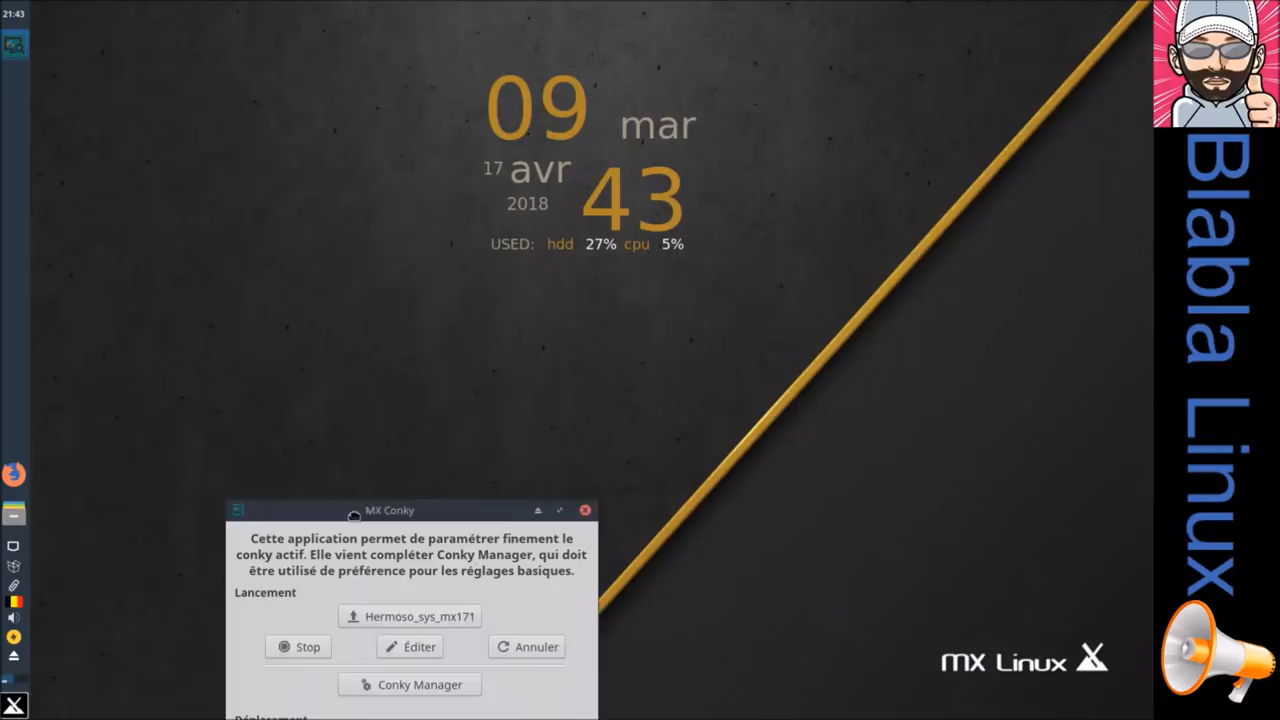 21:43
09 mar
17 avr
2018
43
USED: hdd 27% cpu 5%
MX Conky
Cette application permet de paramétrer finement le
conky actif. Elle vient compléter Conky Manager, qui doit
être utilisé de préférence pour les réglages basiques.
Lancement
Hermoso_sys_mx171
Stop Éditer Annuler
Conky Manager
Déplacement
MX Linux
Blabla Linux